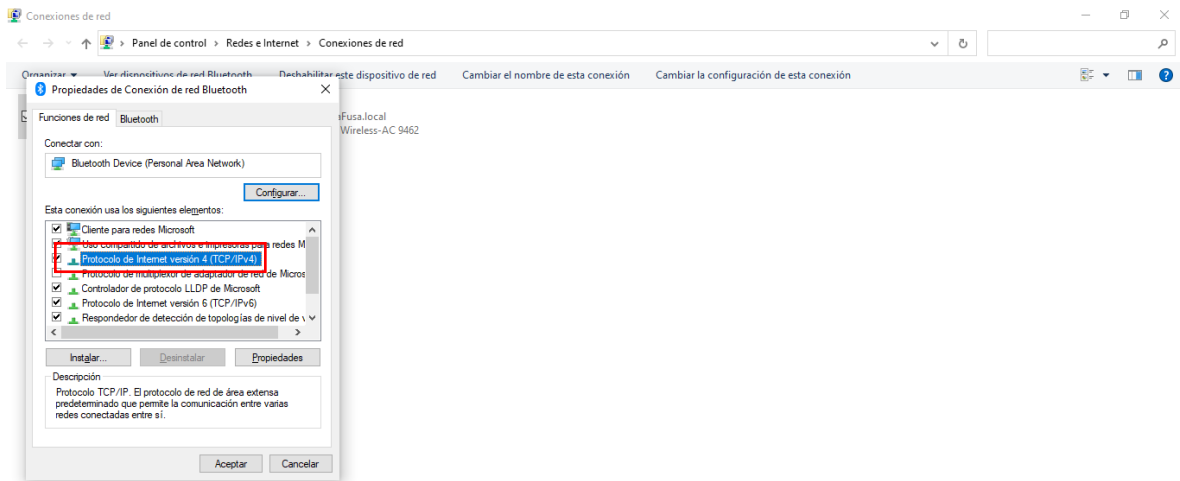 Conexiones de red
Panel de control > Redes e Internet > Conexiones de red
Organizar Ver dispositivos de red Bluetooth Deshabilitar este dispositivo de red Cambiar el nombre de esta conexión Cambiar la configuración de esta conexión
Propiedades de Conexión de red Bluetooth
Funciones de red Bluetooth
aFusa.local
Wireless-AC 9462
Conectar con:
Bluetooth Device (Personal Area Network)
Configurar...
Esta conexión usa los siguientes elementos:
Cliente para redes Microsoft
Uso compartido de archivos e impresoras para redes M
Protocolo de Internet versión 4 (TCP/IPv4)
Protocolo de multiplexor de adaptador de red de Micros
Controlador de protocolo LLDP de Microsoft
Protocolo de Internet versión 6 (TCP/IPv6)
Respondedor de detección de topologías de nivel de v
Instalar... Desinstalar Propiedades
Descripción
Protocolo TCP/IP. El protocolo de red de área extensa
predeterminado que permite la comunicación entre varias
redes conectadas entre sí.
Aceptar Cancelar